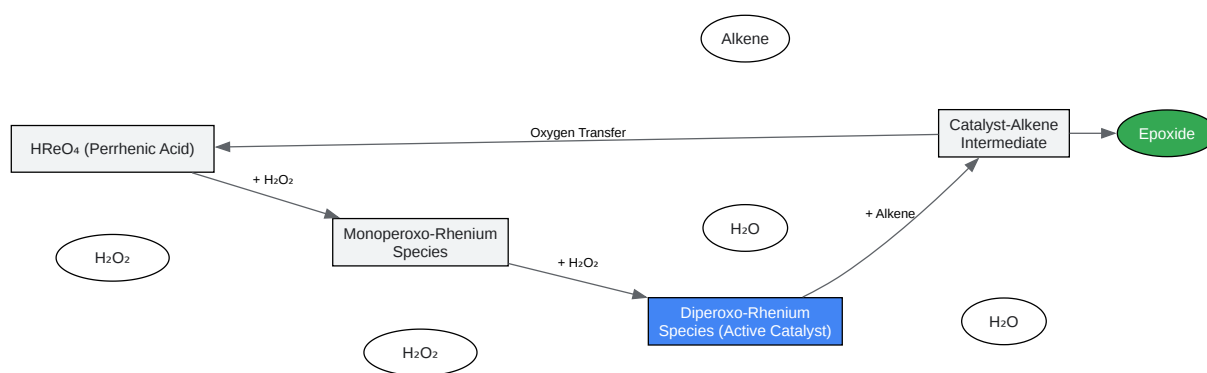 Alkene
Oxygen Transfer
Catalyst-Alkene
Intermediate
Epoxide
HReO₄ (Perrhenic Acid)
+ H₂O₂
Monoperoxo-Rhenium
Species
H₂O
+ Alkene
H₂O₂
+ H₂O₂
Diperoxo-Rhenium
Species (Active Catalyst)
H₂O
H₂O₂